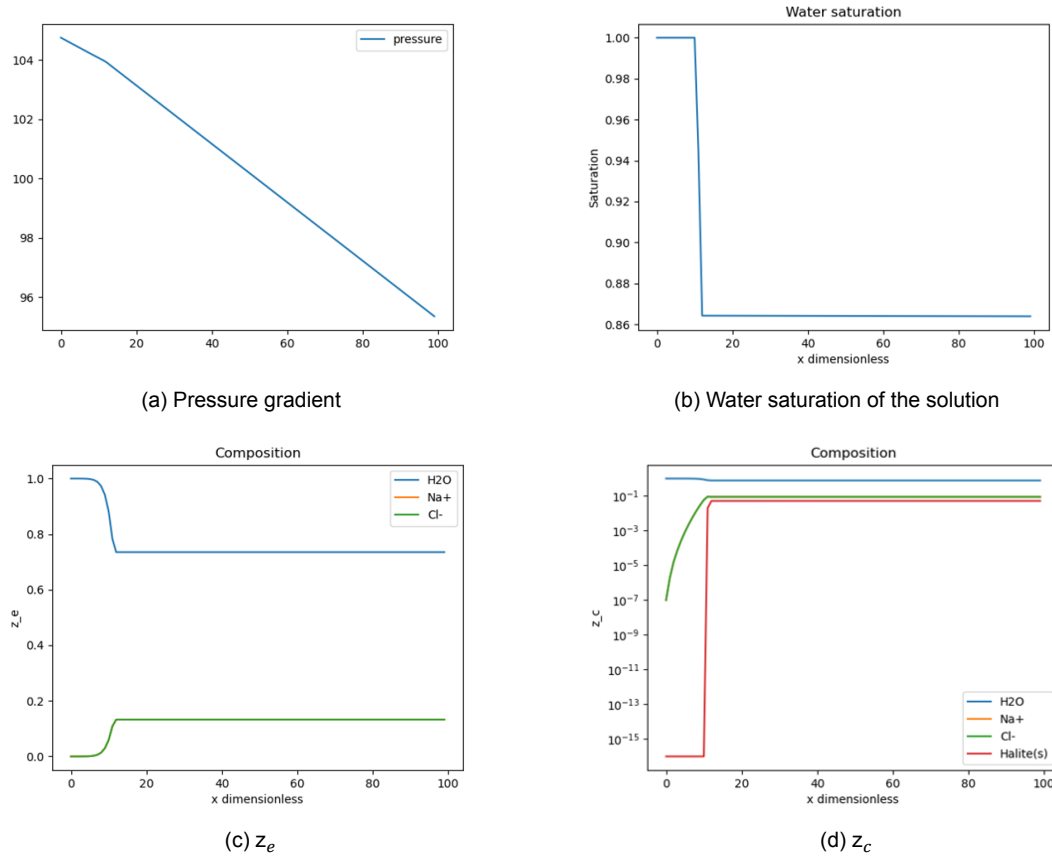 pressure
104
102
100
98
96
0 20 40 60 80 100
(a) Pressure gradient
Water saturation
1.00
0.98
0.96
0.94
0.92
0.90
0.88
0.86
Saturation
0 20 40 60 80 100
x dimensionless
(b) Water saturation of the solution
Composition
1.0
0.8
0.6
0.4
0.2
0.0
z_e
H2O
Na+
Cl-
0 20 40 60 80 100
x dimensionless
(c) z𝑒
Composition
10⁻¹
10⁻³
10⁻⁵
10⁻⁷
10⁻⁹
10⁻¹¹
10⁻¹³
10⁻¹⁵
z_c
H2O
Na+
Cl-
Halite(s)
0 20 40 60 80 100
x dimensionless
(d) z𝑐